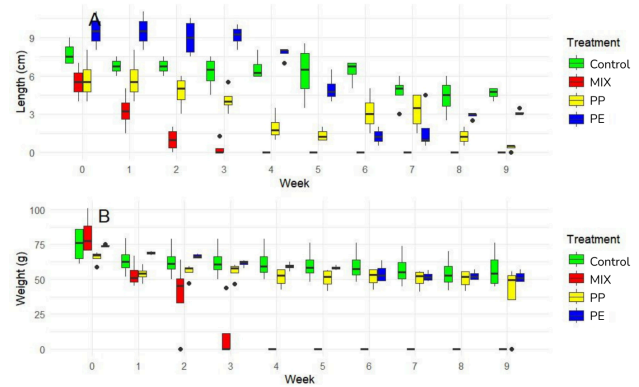 A
Length (cm)
9
6
3
0
0 1 2 3 4 5 6 7 8 9
Week
Treatment
Control
MIX
PP
PE
B
Weight (g)
100
75
50
25
0
0 1 2 3 4 5 6 7 8 9
Week
Treatment
Control
MIX
PP
PE